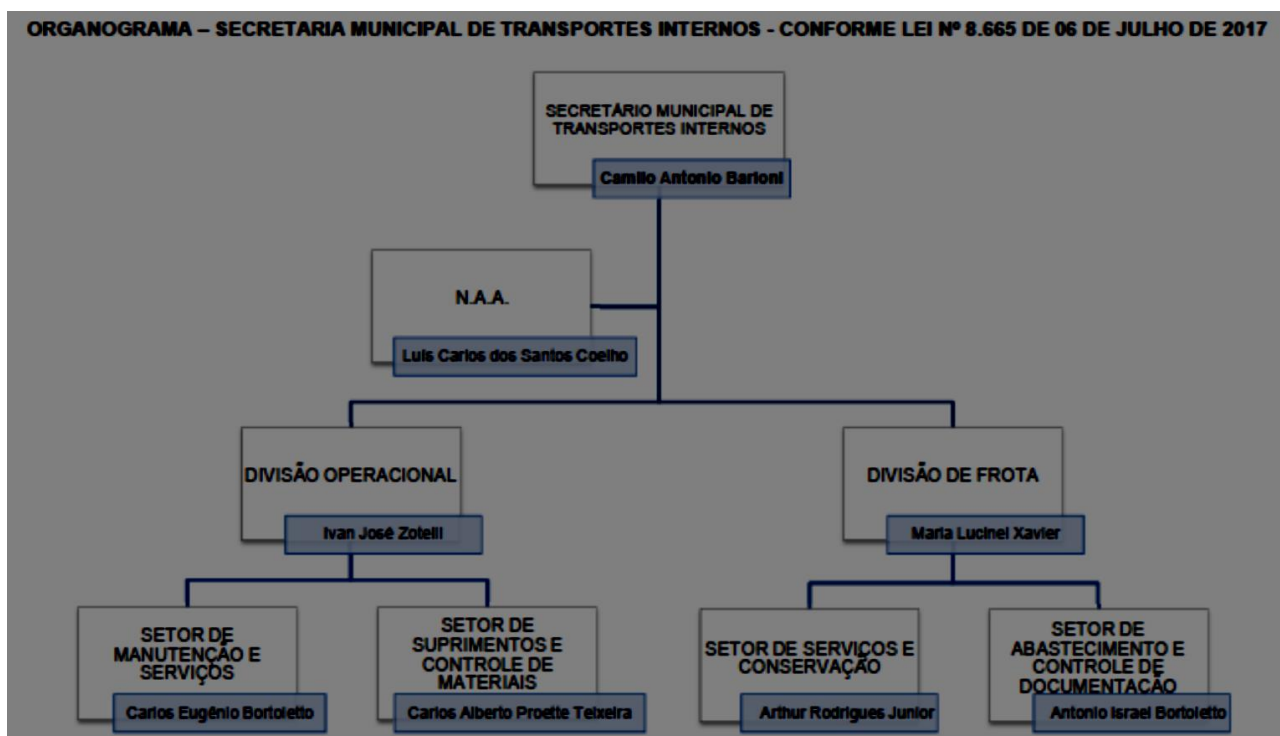 ORGANOGRAMA – SECRETARIA MUNICIPAL DE TRANSPORTES INTERNOS - CONFORME LEI Nº 8.665 DE 06 DE JULHO DE 2017
SECRETÁRIO MUNICIPAL DE
TRANSPORTES INTERNOS
Camilo Antonio Barioni
N.A.A.
Luis Carlos dos Santos Coelho
DIVISÃO OPERACIONAL
Ivan José Zotelli
DIVISÃO DE FROTA
Maria Lucinei Xavier
SETOR DE
MANUTENÇÃO E
SERVIÇOS
Carlos Eugênio Bortoletto
SETOR DE
SUPRIMENTOS E
CONTROLE DE
MATERIAIS
Carlos Alberto Proette Teixeira
SETOR DE SERVIÇOS E
CONSERVAÇÃO
Arthur Rodrigues Junior
SETOR DE
ABASTECIMENTO E
CONTROLE DE
DOCUMENTAÇÃO
Antonio Israel Bortoletto